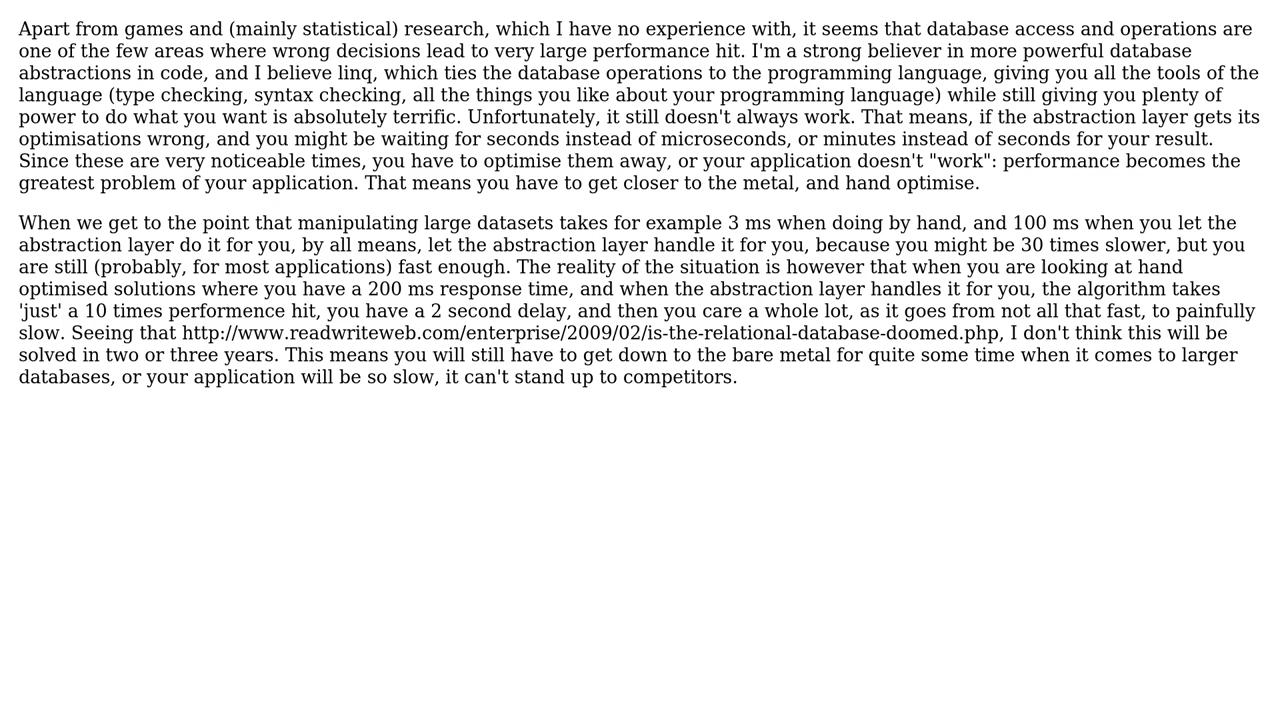 Apart from games and (mainly statistical) research, which I have no experience with, it seems that database access and operations are
one of the few areas where wrong decisions lead to very large performance hit. I'm a strong believer in more powerful database
abstractions in code, and I believe linq, which ties the database operations to the programming language, giving you all the tools of the
language (type checking, syntax checking, all the things you like about your programming language) while still giving you plenty of
power to do what you want is absolutely terrific. Unfortunately, it still doesn't always work. That means, if the abstraction layer gets its
optimisations wrong, and you might be waiting for seconds instead of microseconds, or minutes instead of seconds for your result.
Since these are very noticeable times, you have to optimise them away, or your application doesn't "work": performance becomes the
greatest problem of your application. That means you have to get closer to the metal, and hand optimise.
When we get to the point that manipulating large datasets takes for example 3 ms when doing by hand, and 100 ms when you let the
abstraction layer do it for you, by all means, let the abstraction layer handle it for you, because you might be 30 times slower, but you
are still (probably, for most applications) fast enough. The reality of the situation is however that when you are looking at hand
optimised solutions where you have a 200 ms response time, and when the abstraction layer handles it for you, the algorithm takes
'just' a 10 times performence hit, you have a 2 second delay, and then you care a whole lot, as it goes from not all that fast, to painfully
slow. Seeing that http://www.readwriteweb.com/enterprise/2009/02/is-the-relational-database-doomed.php, I don't think this will be
solved in two or three years. This means you will still have to get down to the bare metal for quite some time when it comes to larger
databases, or your application will be so slow, it can't stand up to competitors.